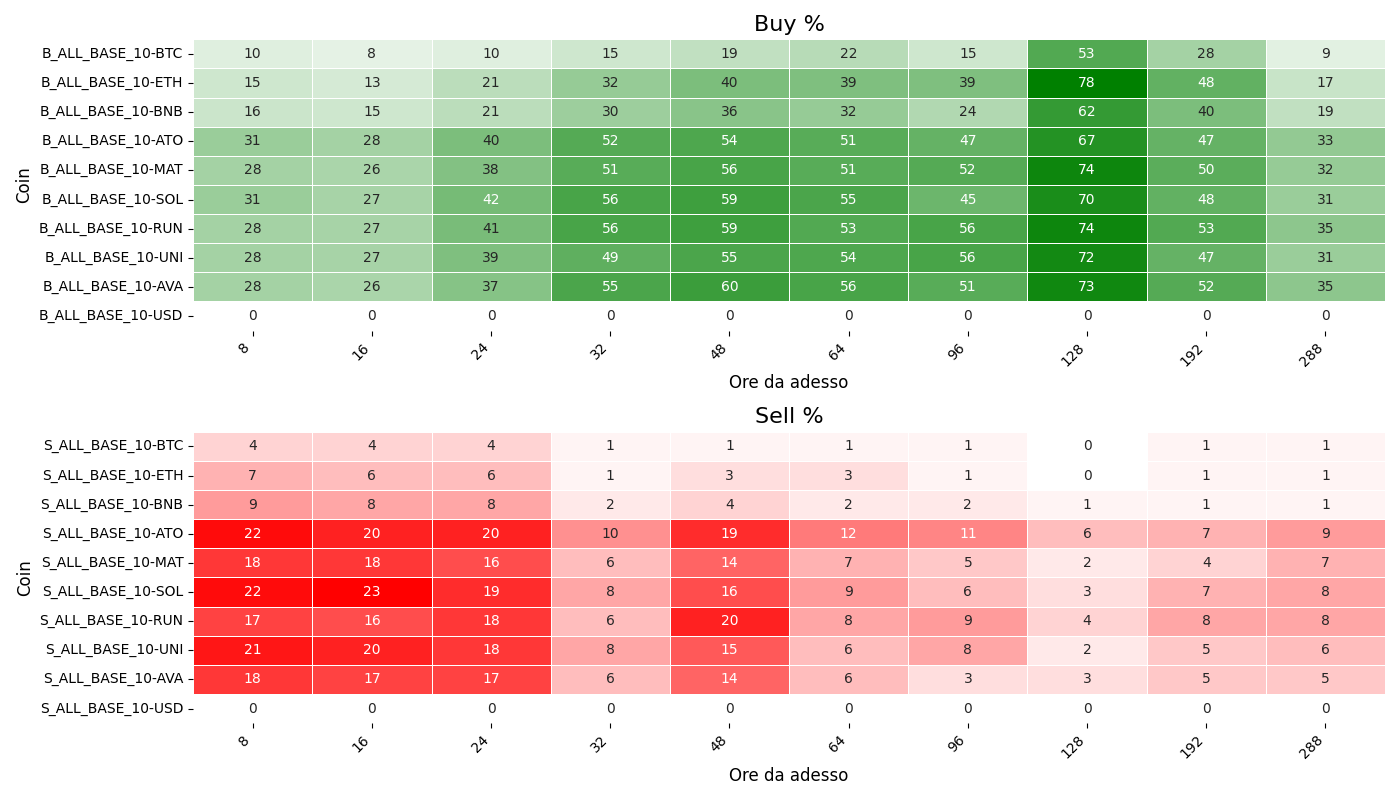 Buy %
B_ALL_BASE_10-BTC 10 8 10 15 19 22 15 53 28 9
B_ALL_BASE_10-ETH 15 13 21 32 40 39 39 78 48 17
B_ALL_BASE_10-BNB 16 15 21 30 36 32 24 62 40 19
B_ALL_BASE_10-ATO 31 28 40 52 54 51 47 67 47 33
B_ALL_BASE_10-MAT 28 26 38 51 56 51 52 74 50 32
B_ALL_BASE_10-SOL 31 27 42 56 59 55 45 70 48 31
B_ALL_BASE_10-RUN 28 27 41 56 59 53 56 74 53 35
B_ALL_BASE_10-UNI 28 27 39 49 55 54 56 72 47 31
B_ALL_BASE_10-AVA 28 26 37 55 60 56 51 73 52 35
B_ALL_BASE_10-USD 0 0 0 0 0 0 0 0 0 0
Coin
8 16 24 32 48 64 96 128 192 288
Ore da adesso
Sell %
S_ALL_BASE_10-BTC 4 4 4 1 1 1 1 0 1 1
S_ALL_BASE_10-ETH 7 6 6 1 3 3 1 0 1 1
S_ALL_BASE_10-BNB 9 8 8 2 4 2 2 1 1 1
S_ALL_BASE_10-ATO 22 20 20 10 19 12 11 6 7 9
S_ALL_BASE_10-MAT 18 18 16 6 14 7 5 2 4 7
S_ALL_BASE_10-SOL 22 23 19 8 16 9 6 3 7 8
S_ALL_BASE_10-RUN 17 16 18 6 20 8 9 4 8 8
S_ALL_BASE_10-UNI 21 20 18 8 15 6 8 2 5 6
S_ALL_BASE_10-AVA 18 17 17 6 14 6 3 3 5 5
S_ALL_BASE_10-USD 0 0 0 0 0 0 0 0 0 0
Coin
8 16 24 32 48 64 96 128 192 288
Ore da adesso